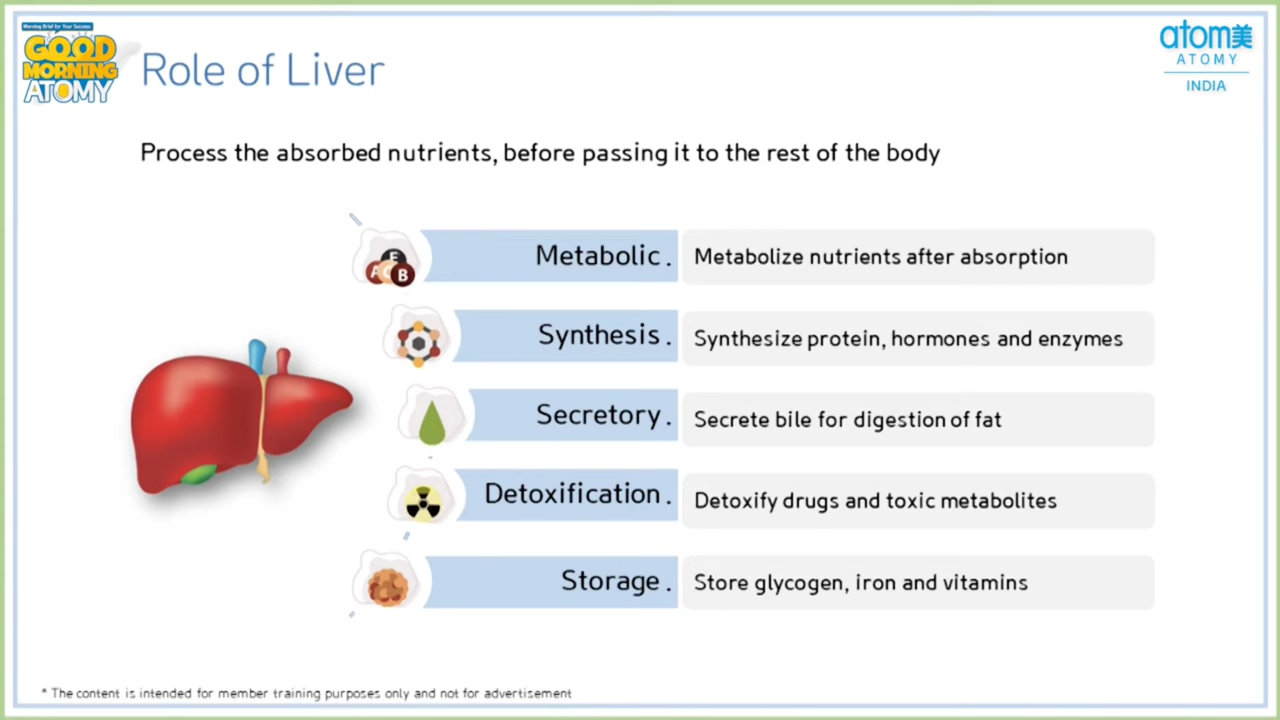 Morning Brief for Your Success
GOOD
MORNING
ATOMY
Role of Liver
atom美
ATOMY
INDIA
Process the absorbed nutrients, before passing it to the rest of the body
E
A C B
Metabolic .
Metabolize nutrients after absorption
Synthesis .
Synthesize protein, hormones and enzymes
Secretory .
Secrete bile for digestion of fat
Detoxification .
Detoxify drugs and toxic metabolites
Storage .
Store glycogen, iron and vitamins
* The content is intended for member training purposes only and not for advertisement